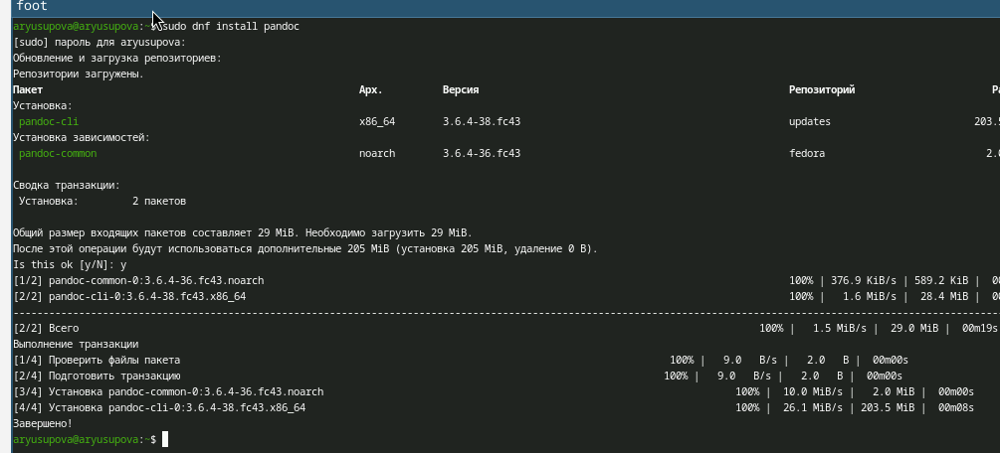 foot
aryusupova@aryusupova:~$ sudo dnf install pandoc
[sudo] пароль для aryusupova:
Обновление и загрузка репозиториев:
Репозитории загружены.
Пакет Арх. Версия Репозиторий Ра
Установка:
pandoc-cli x86_64 3.6.4-38.fc43 updates 203.5
Установка зависимостей:
pandoc-common noarch 3.6.4-36.fc43 fedora 2.0
Сводка транзакции:
Установка: 2 пакетов
Общий размер входящих пакетов составляет 29 MiB. Необходимо загрузить 29 MiB.
После этой операции будут использоваться дополнительные 205 MiB (установка 205 MiB, удаление 0 B).
Is this ok [y/N]: y
[1/2] pandoc-common-0:3.6.4-36.fc43.noarch 100% | 376.9 KiB/s | 589.2 KiB | 00
[2/2] pandoc-cli-0:3.6.4-38.fc43.x86_64 100% | 1.6 MiB/s | 28.4 MiB | 00
--------------------------------------------------------------------------------
[2/2] Всего 100% | 1.5 MiB/s | 29.0 MiB | 00m19s
Выполнение транзакции
[1/4] Проверить файлы пакета 100% | 9.0 B/s | 2.0 B | 00m00s
[2/4] Подготовить транзакцию 100% | 9.0 B/s | 2.0 B | 00m00s
[3/4] Установка pandoc-common-0:3.6.4-36.fc43.noarch 100% | 10.0 MiB/s | 2.0 MiB | 00m00s
[4/4] Установка pandoc-cli-0:3.6.4-38.fc43.x86_64 100% | 26.1 MiB/s | 203.5 MiB | 00m08s
Завершено!
aryusupova@aryusupova:~$